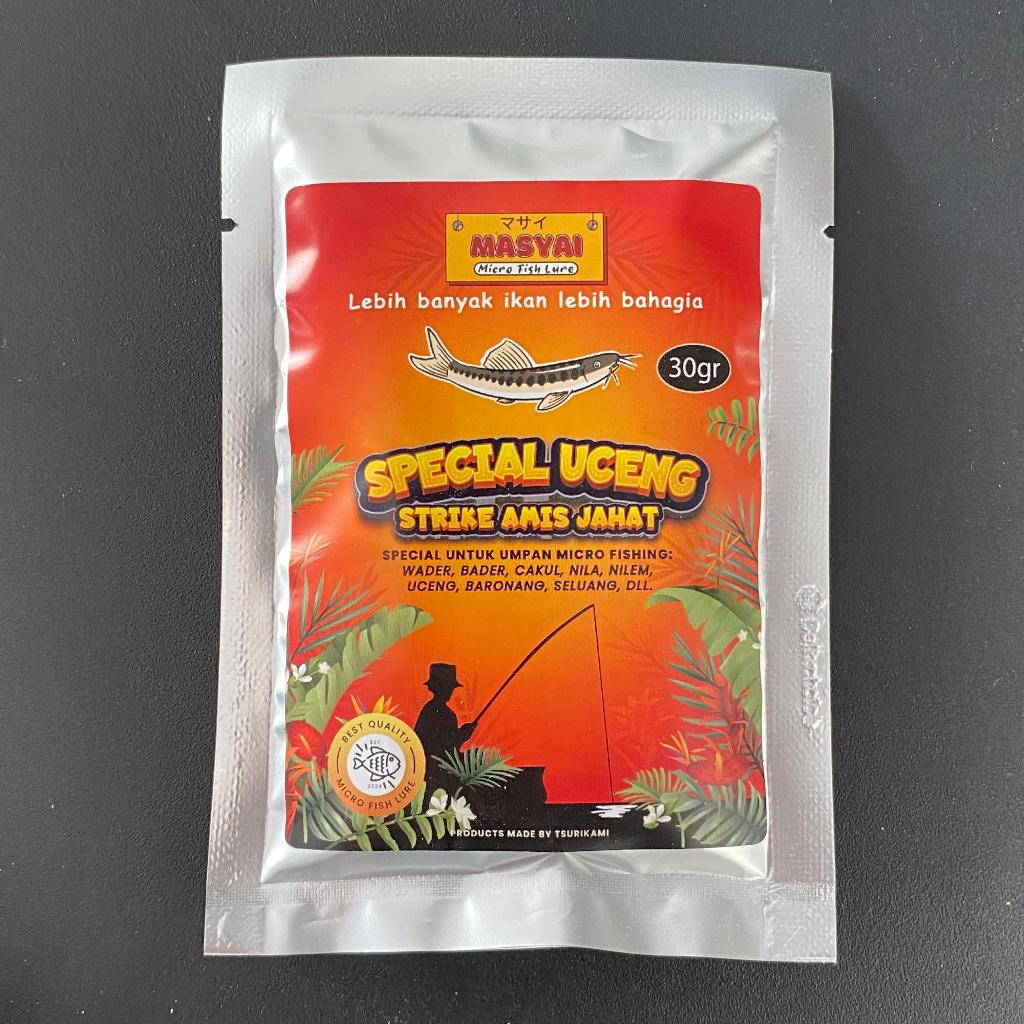 マサイ
MASYAI
Micro Fish Lure
Lebih banyak ikan lebih bahagia
30gr
SPECIAL UCENG
STRIKE AMIS JAHAT
SPECIAL UNTUK UMPAN MICRO FISHING:
WADER, BADER, CAKUL, NILA, NILEM,
UCENG, BARONANG, SELUANG, DLL.
BEST QUALITY
MICRO FISH LURE
PRODUCTS MADE BY TSURIKAMI